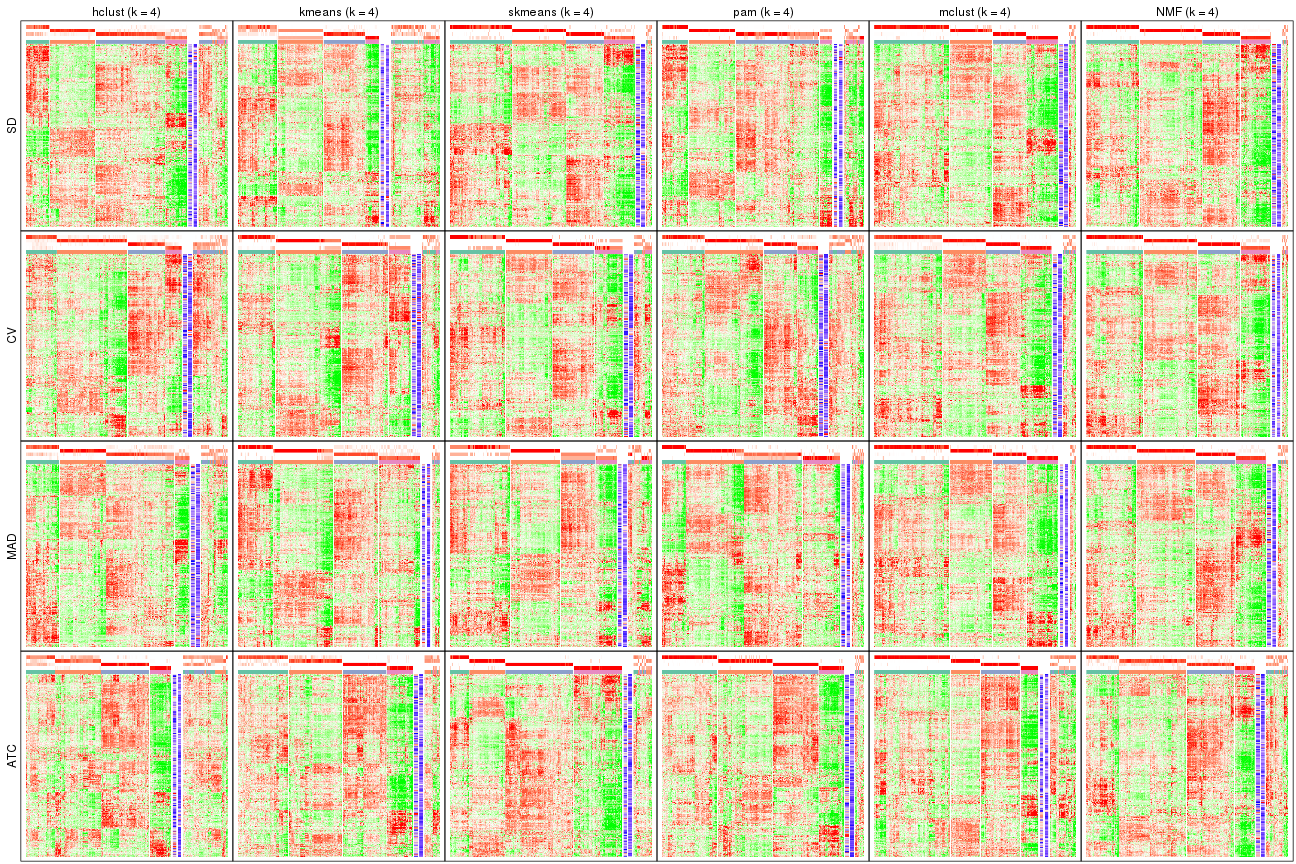 hclust (k = 4)
kmeans (k = 4)
skmeans (k = 4)
pam (k = 4)
mclust (k = 4)
NMF (k = 4)
SD
CV
MAD
ATC